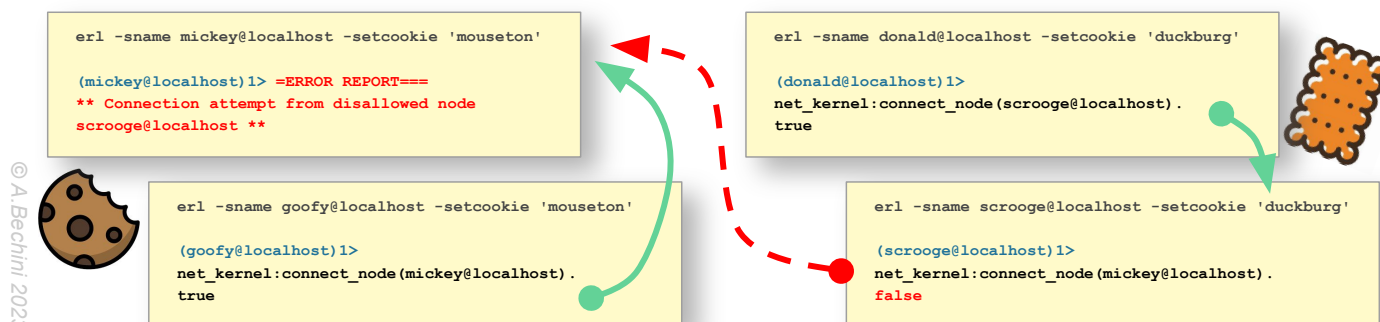 erl -sname mickey@localhost -setcookie 'mouseton'
(mickey@localhost)1> =ERROR REPORT===
** Connection attempt from disallowed node
scrooge@localhost **
erl -sname donald@localhost -setcookie 'duckburg'
(donald@localhost)1>
net_kernel:connect_node(scrooge@localhost).
true
erl -sname goofy@localhost -setcookie 'mouseton'
(goofy@localhost)1>
net_kernel:connect_node(mickey@localhost).
true
erl -sname scrooge@localhost -setcookie 'duckburg'
(scrooge@localhost)1>
net_kernel:connect_node(mickey@localhost).
false
© A.Bechini